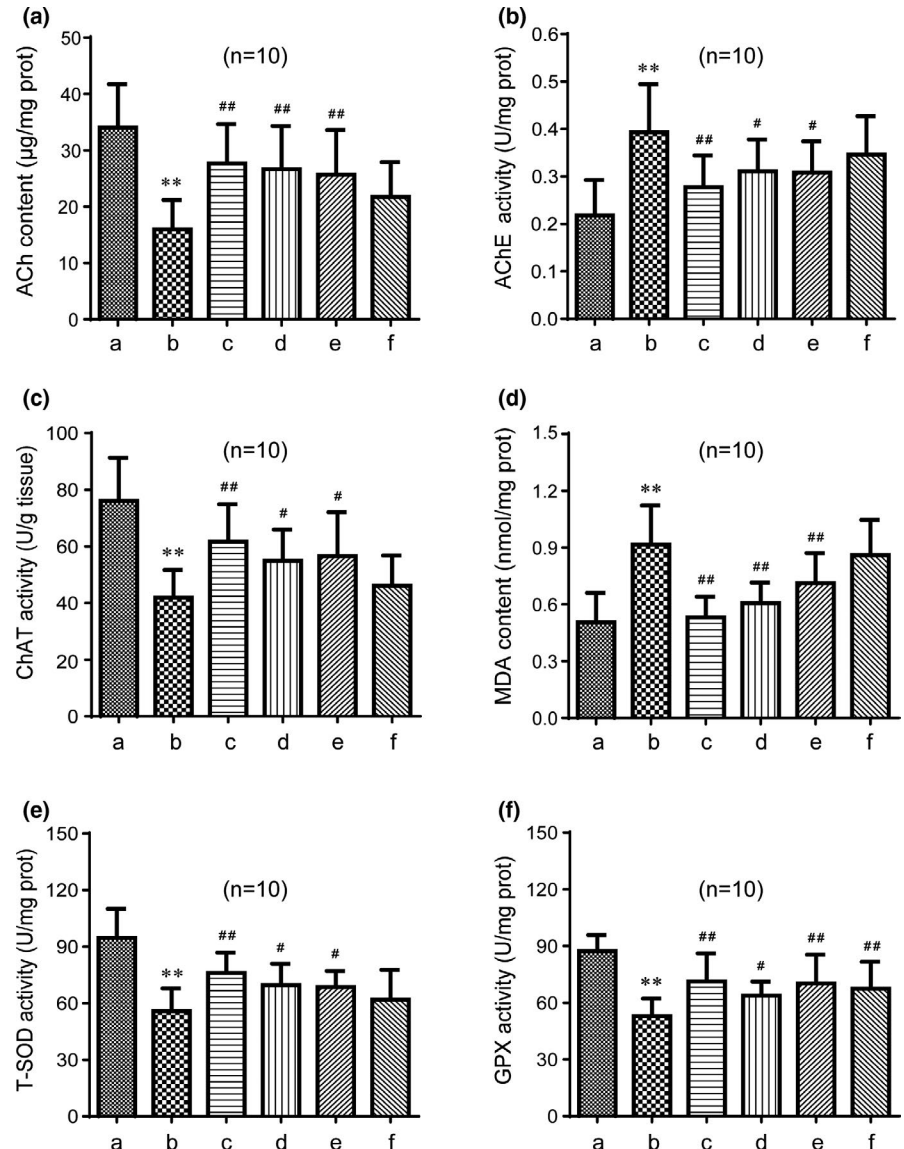 (a)
50
40
30
20
10
0
ACh content (µg/mg prot)
(n=10)
**
##
##
##
a b c d e f
(b)
0.6
0.5
0.4
0.3
0.2
0.1
0.0
AChE activity (U/mg prot)
(n=10)
**
##
#
#
a b c d e f
(c)
100
80
60
40
20
0
ChAT activity (U/g tissue)
(n=10)
**
##
#
#
a b c d e f
(d)
1.5
1.2
0.9
0.6
0.3
0.0
MDA content (nmol/mg prot)
(n=10)
**
##
##
##
a b c d e f
(e)
150
120
90
60
30
0
T-SOD activity (U/mg prot)
(n=10)
**
##
#
#
a b c d e f
(f)
150
120
90
60
30
0
GPX activity (U/mg prot)
(n=10)
**
##
#
##
##
a b c d e f